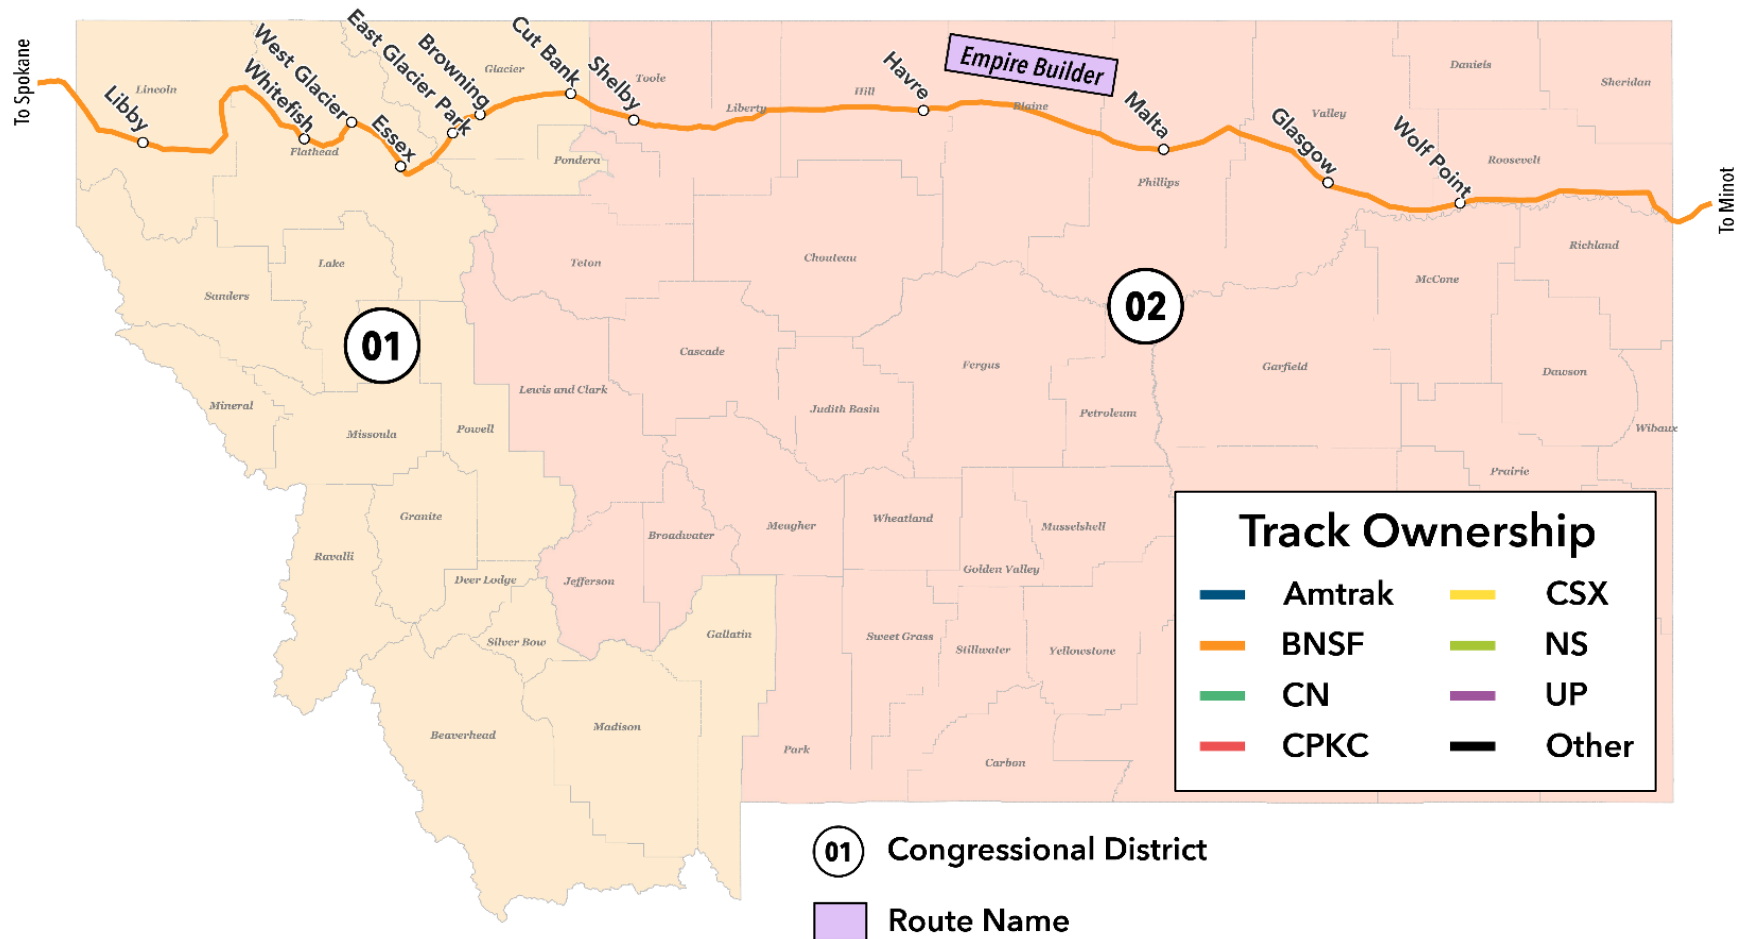 To Spokane
Libby
Whitefish
West Glacier
Essex
East Glacier Park
Browning
Cut Bank
Shelby
Havre
Empire Builder
Malta
Glasgow
Wolf Point
To Minot
Lincoln
Flathead
Glacier
Pondera
Toole
Liberty
Hill
Blaine
Phillips
Valley
Daniels
Sheridan
Roosevelt
Richland
McCone
Lake
Sanders
Teton
Chouteau
01
02
Mineral
Missoula
Powell
Lewis and Clark
Cascade
Judith Basin
Fergus
Petroleum
Garfield
Dawson
Wibaux
Prairie
Granite
Ravalli
Deer Lodge
Silver Bow
Jefferson
Broadwater
Meagher
Wheatland
Golden Valley
Musselshell
Gallatin
Sweet Grass
Stillwater
Yellowstone
Beaverhead
Madison
Park
Carbon
Track Ownership
Amtrak
BNSF
CN
CPKC
CSX
NS
UP
Other
01 Congressional District
Route Name